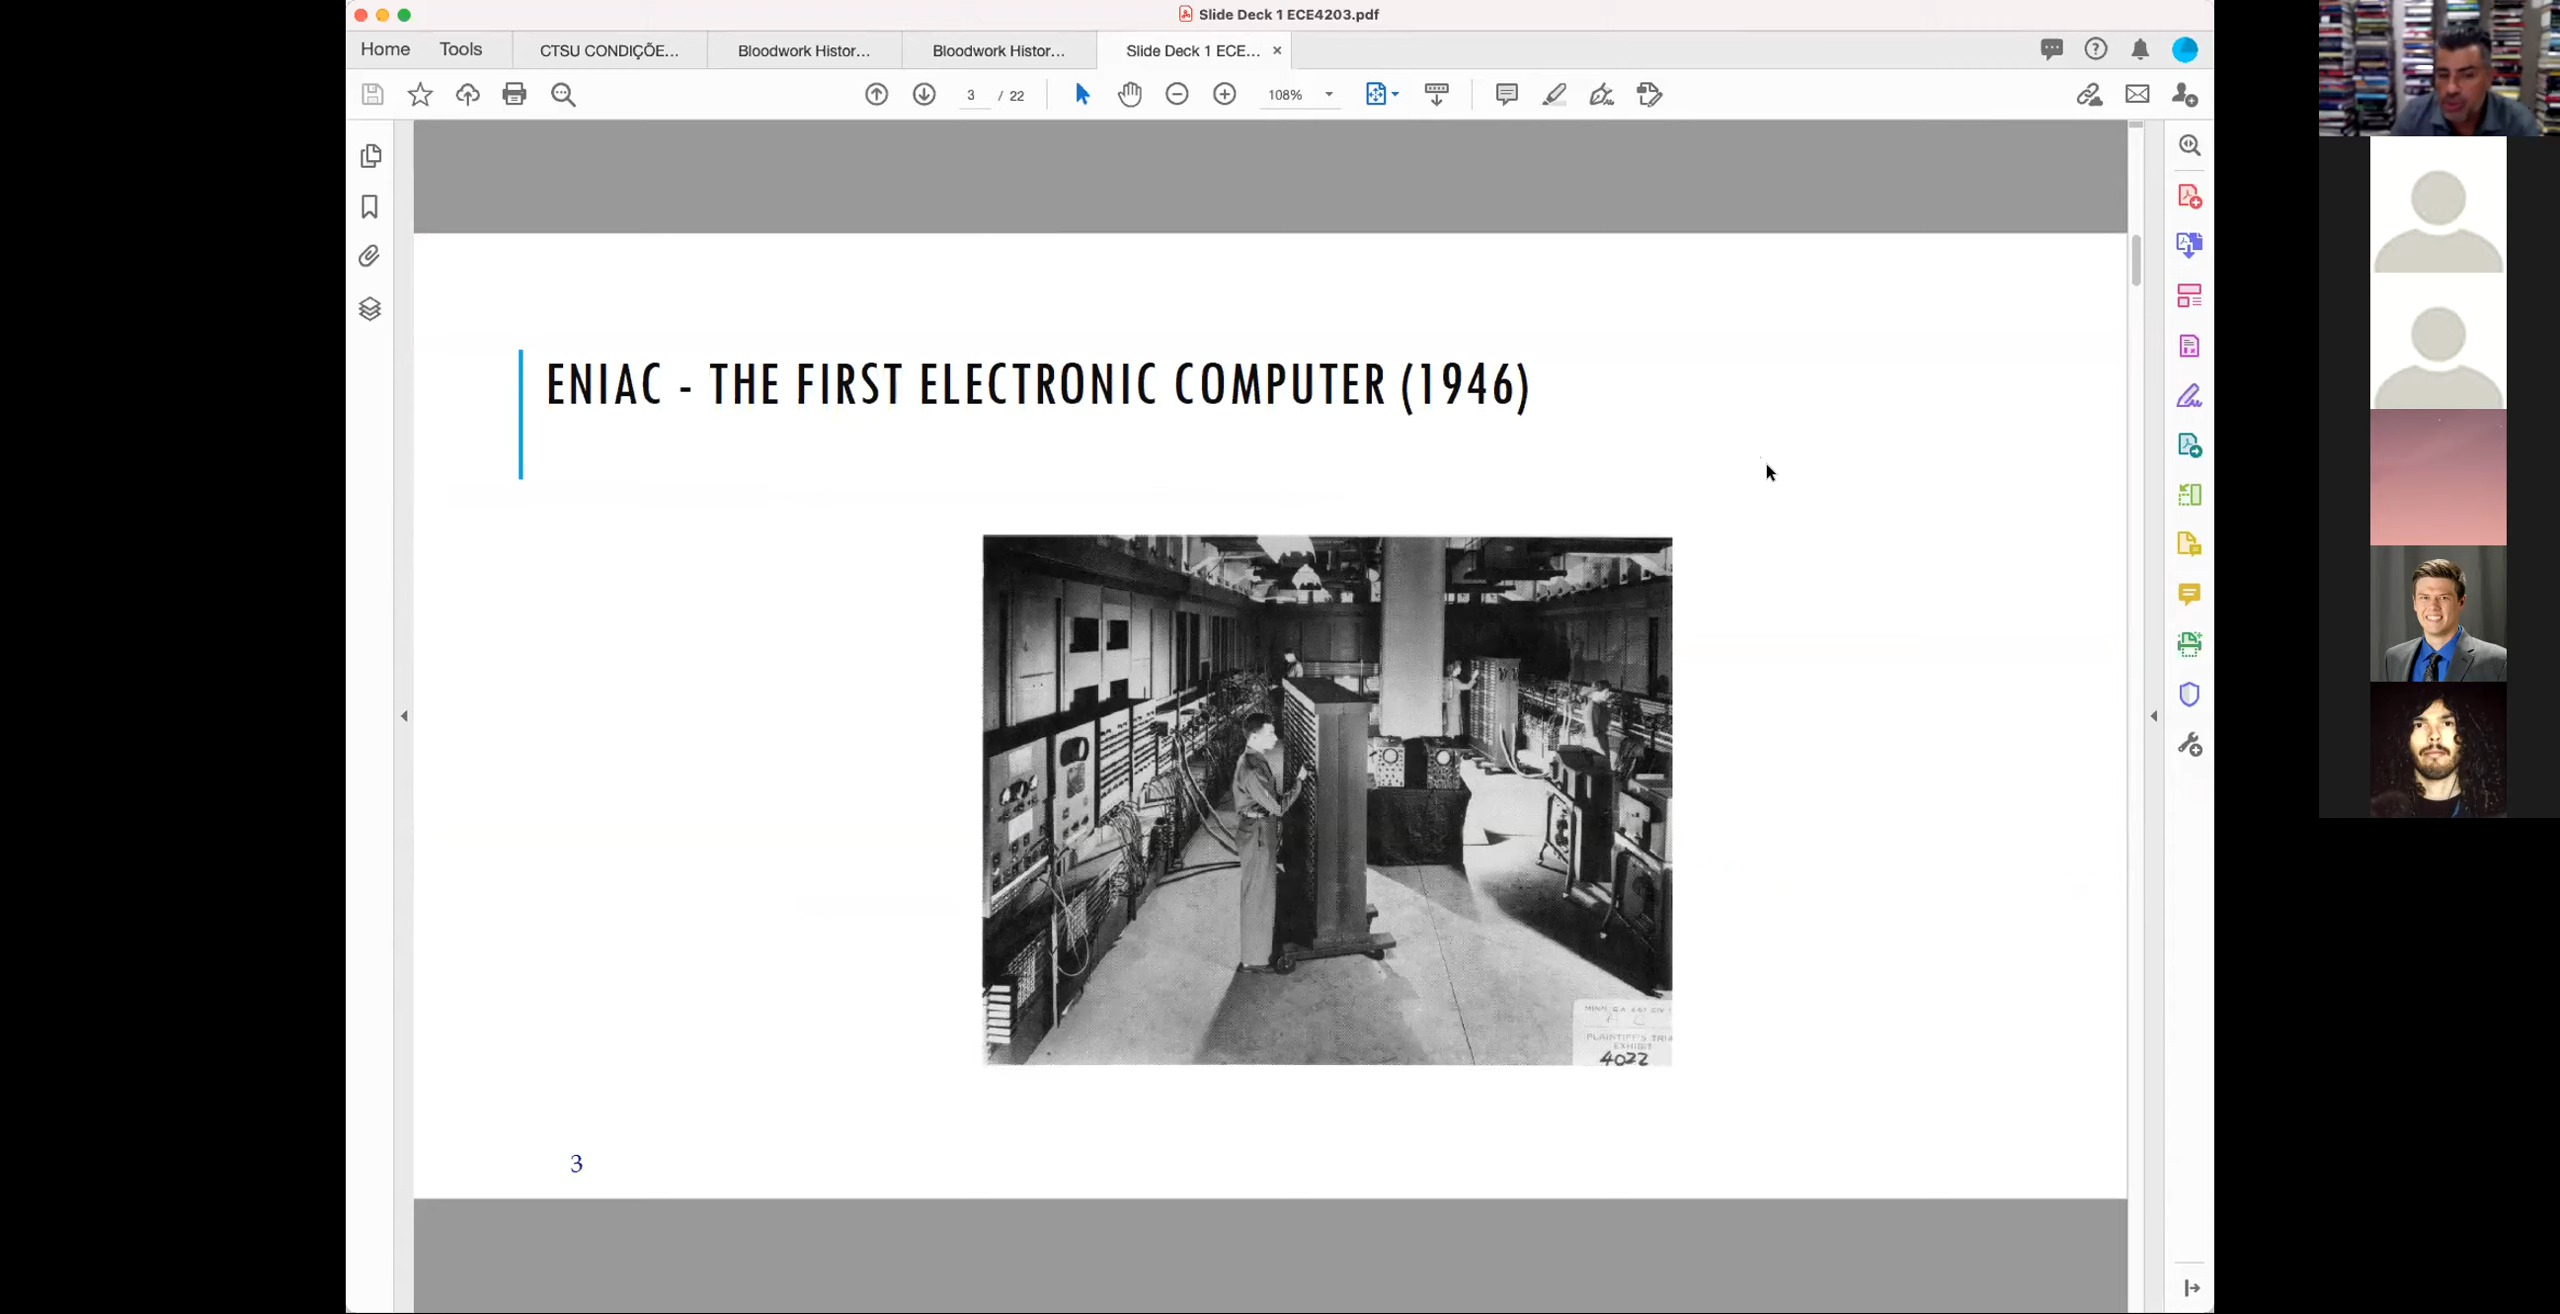 Slide Deck 1 ECE4203.pdf
Home Tools CTSU CONDIÇÕE... Bloodwork Histor... Bloodwork Histor... Slide Deck 1 ECE... ×
3 / 22 108%
ENIAC - THE FIRST ELECTRONIC COMPUTER (1946)
PLAINTIFF'S TRIA
EXHIBIT
4022
3